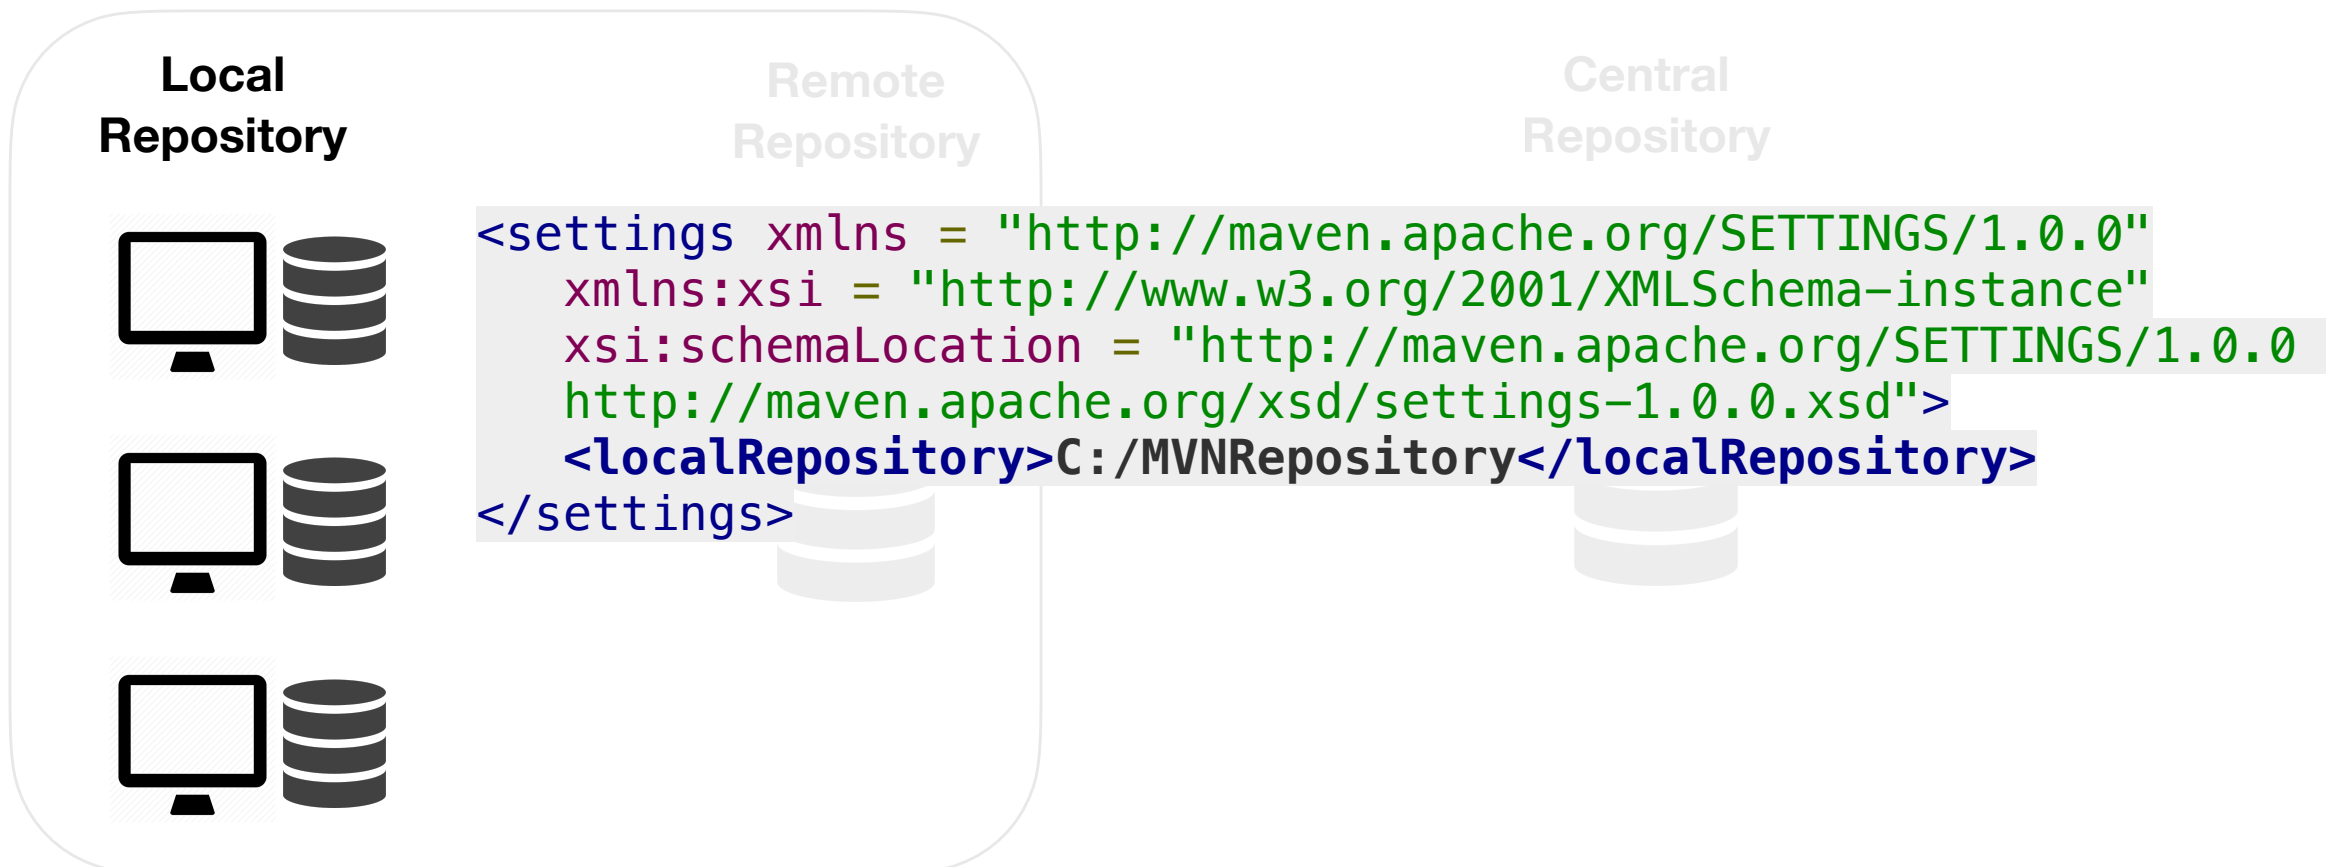 Local
Repository
Remote
Repository
Central
Repository
<settings xmlns = "http://maven.apache.org/SETTINGS/1.0.0"
xmlns:xsi = "http://www.w3.org/2001/XMLSchema-instance"
xsi:schemaLocation = "http://maven.apache.org/SETTINGS/1.0.0
http://maven.apache.org/xsd/settings-1.0.0.xsd">
<localRepository>C:/MVNRepository</localRepository>
</settings>